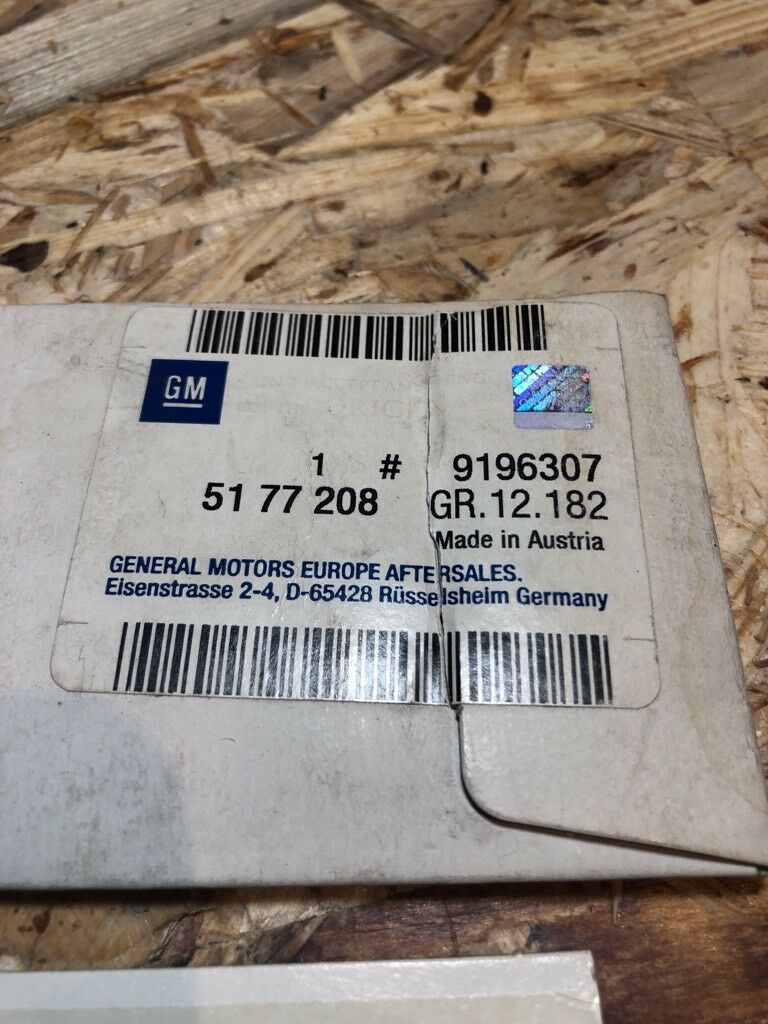 GM
1 # 9196307
51 77 208 GR.12.182
Made in Austria
GENERAL MOTORS EUROPE AFTERSALES.
Eisenstrasse 2-4, D-65428 Rüsselsheim Germany